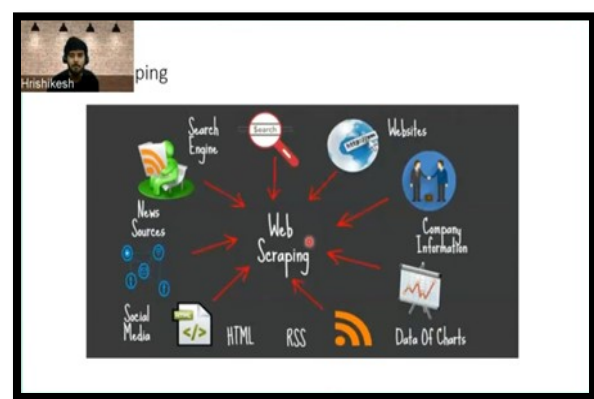 Hrishikesh
ping
Search
Engine
Search
Websites
News
Sources
Web
Scraping
Company
Information
Social
Media
HTML
</>
HTML
RSS
Data Of Charts